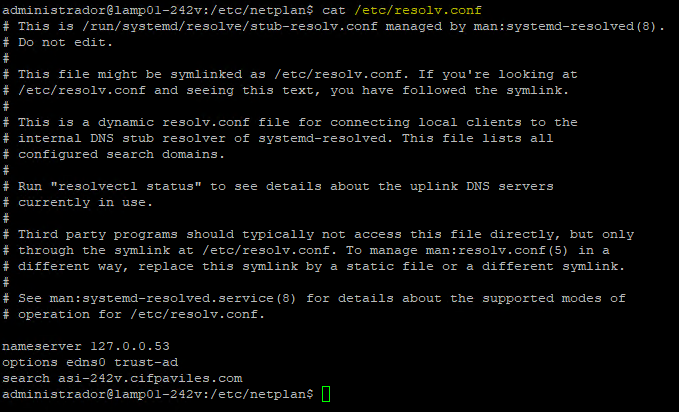 administrador@lamp01-242v:/etc/netplan$ cat /etc/resolv.conf
# This is /run/systemd/resolve/stub-resolv.conf managed by man:systemd-resolved(8).
# Do not edit.
#
# This file might be symlinked as /etc/resolv.conf. If you're looking at
# /etc/resolv.conf and seeing this text, you have followed the symlink.
#
# This is a dynamic resolv.conf file for connecting local clients to the
# internal DNS stub resolver of systemd-resolved. This file lists all
# configured search domains.
#
# Run "resolvectl status" to see details about the uplink DNS servers
# currently in use.
#
# Third party programs should typically not access this file directly, but only
# through the symlink at /etc/resolv.conf. To manage man:resolv.conf(5) in a
# different way, replace this symlink by a static file or a different symlink.
#
# See man:systemd-resolved.service(8) for details about the supported modes of
# operation for /etc/resolv.conf.

nameserver 127.0.0.53
options edns0 trust-ad
search asi-242v.cifpaviles.com
administrador@lamp01-242v:/etc/netplan$